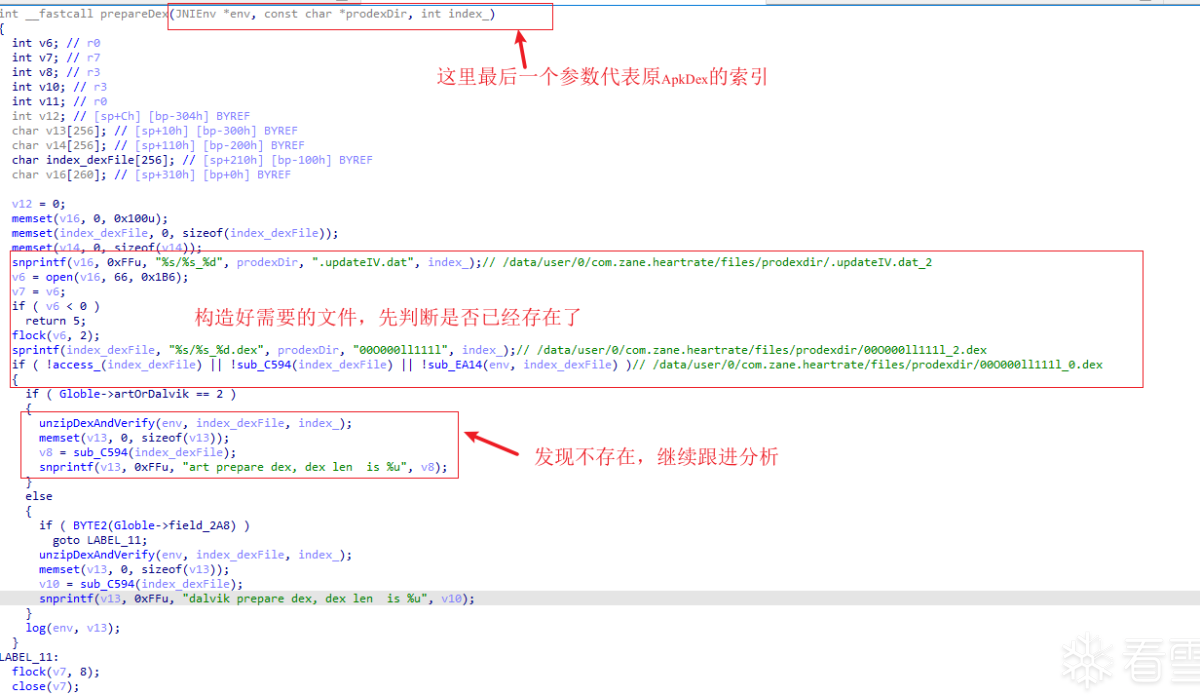 int __fastcall prepareDex(JNIEnv *env, const char *prodexDir, int index_)
{
这里最后一个参数代表原ApkDex的索引
int v6; // r0
int v7; // r7
int v8; // r3
int v10; // r3
int v11; // r0
int v12; // [sp+Ch] [bp-304h] BYREF
char v13[256]; // [sp+10h] [bp-300h] BYREF
char v14[256]; // [sp+110h] [bp-200h] BYREF
char index_dexFile[256]; // [sp+210h] [bp-100h] BYREF
char v16[260]; // [sp+310h] [bp+0h] BYREF
v12 = 0;
memset(v16, 0, 0x100u);
memset(index_dexFile, 0, sizeof(index_dexFile));
memset(v14, 0, sizeof(v14));
snprintf(v16, 0xFFu, "%s/%s_%d", prodexDir, ".updateIV.dat", index_);// /data/user/0/com.zane.heartrate/files/prodexdir/.updateIV.dat_2
v6 = open(v16, 66, 0x1B6);
v7 = v6;
if ( v6 < 0 )
return 5;
构造好需要的文件，先判断是否已经存在了
flock(v6, 2);
sprintf(index_dexFile, "%s/%s_%d.dex", prodexDir, "00O000ll111l", index_);// /data/user/0/com.zane.heartrate/files/prodexdir/00O000ll111l_2.dex
if ( !access_(index_dexFile) || !sub_C594(index_dexFile) || !sub_EA14(env, index_dexFile) )// /data/user/0/com.zane.heartrate/files/prodexdir/00O000ll111l_0.dex
{
if ( Globle->artOrDalvik == 2 )
{
unzipDexAndVerify(env, index_dexFile, index_);
memset(v13, 0, sizeof(v13));
v8 = sub_C594(index_dexFile);
snprintf(v13, 0xFFu, "art prepare dex, dex len  is %u", v8);
发现不存在，继续跟进分析
}
else
{
if ( BYTE2(Globle->field_2A8) )
goto LABEL_11;
unzipDexAndVerify(env, index_dexFile, index_);
memset(v13, 0, sizeof(v13));
v10 = sub_C594(index_dexFile);
snprintf(v13, 0xFFu, "dalvik prepare dex, dex len  is %u", v10);
}
log(env, v13);
}
LABEL_11:
flock(v7, 8);
close(v7);
看雪